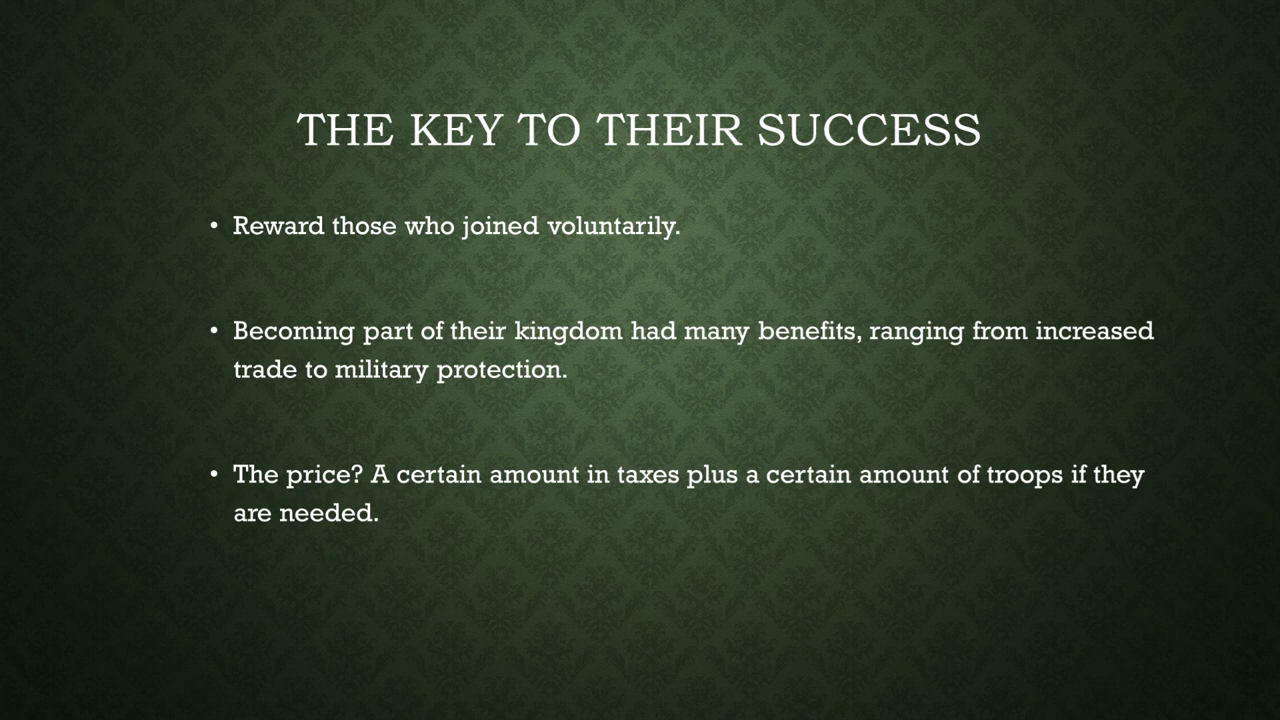 THE KEY TO THEIR SUCCESS
• Reward those who joined voluntarily.
• Becoming part of their kingdom had many benefits, ranging from increased
trade to military protection.
• The price? A certain amount in taxes plus a certain amount of troops if they
are needed.